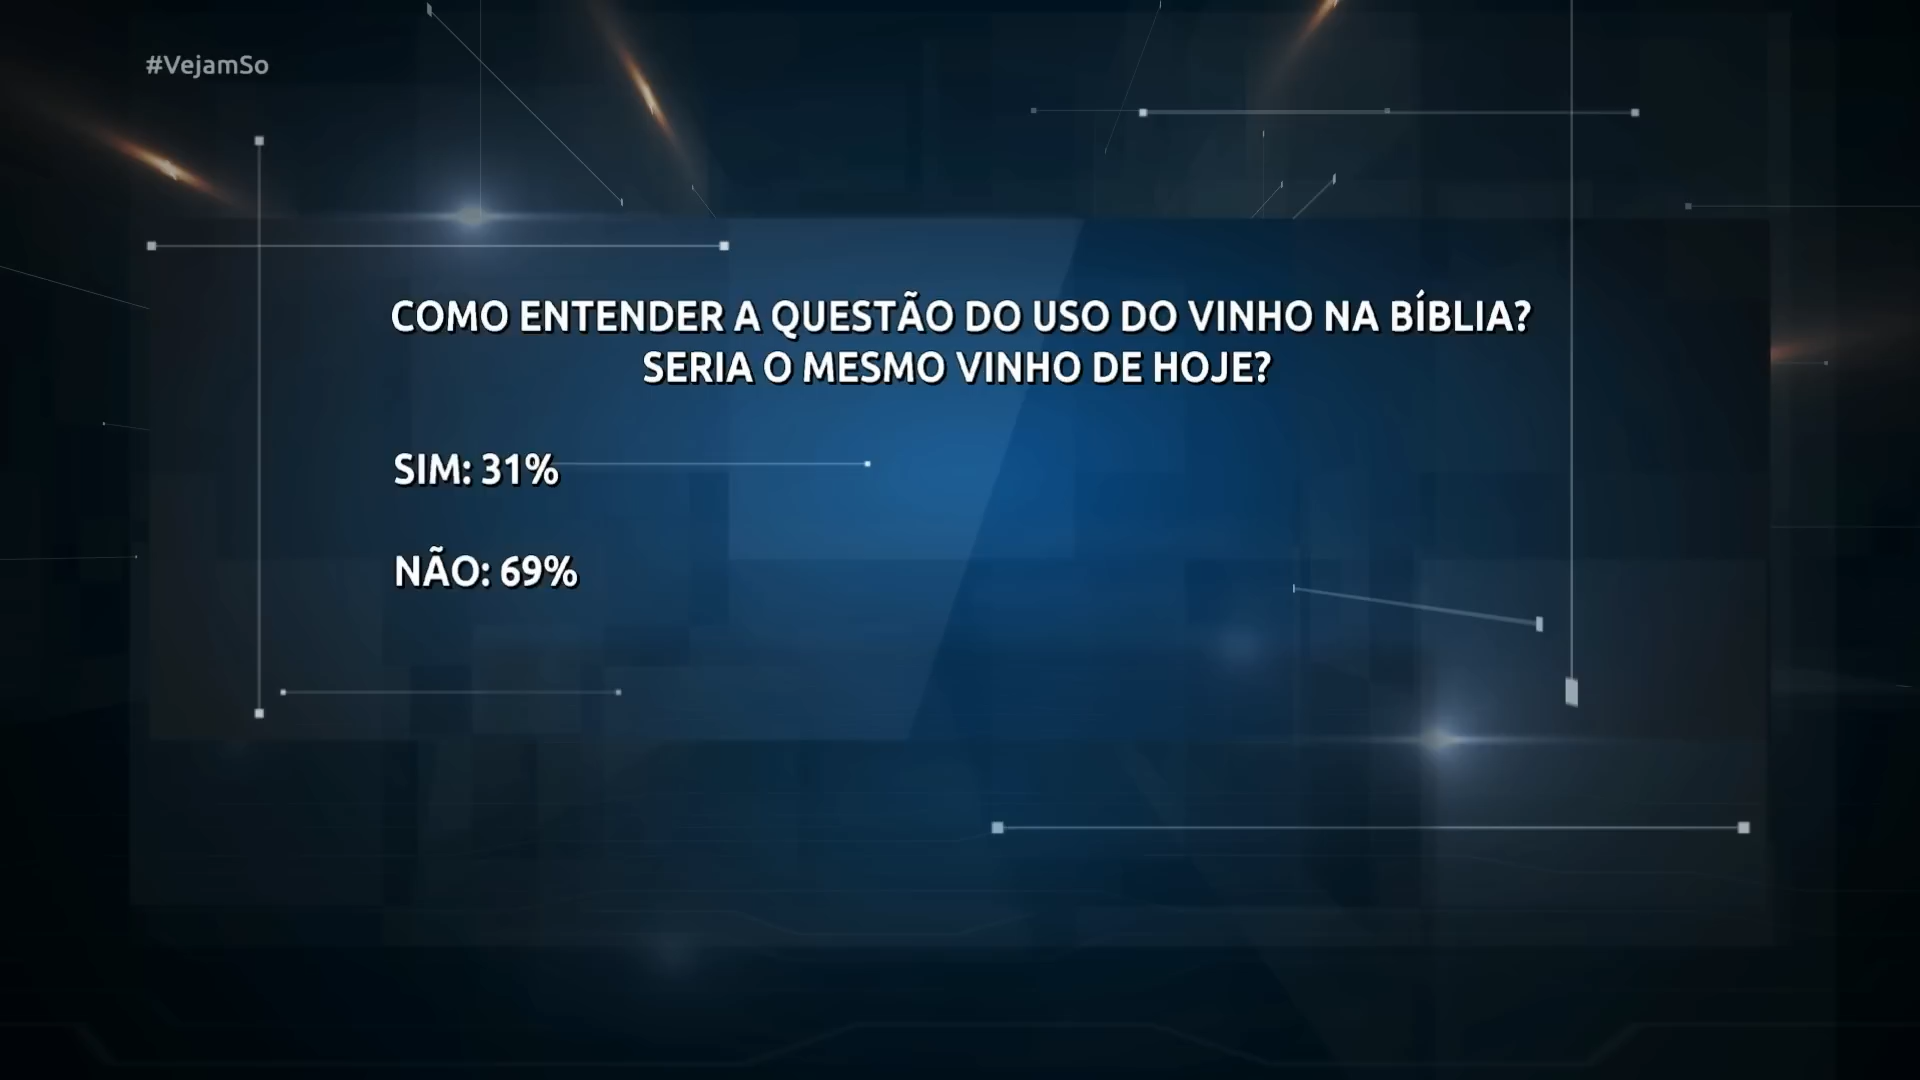 #VejamSo
COMO ENTENDER A QUESTÃO DO USO DO VINHO NA BÍBLIA?
SERIA O MESMO VINHO DE HOJE?
SIM: 31%
NÃO: 69%